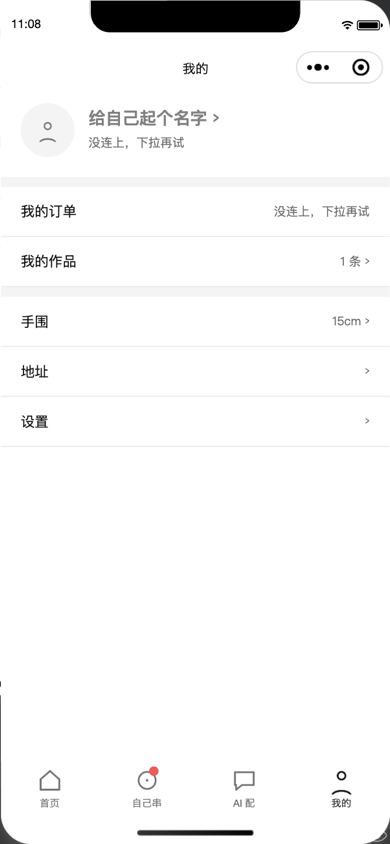 11:08
我的
给自己起个名字 >
没连上，下拉再试
我的订单 没连上，下拉再试
我的作品 1 条 >
手围 15cm >
地址 >
设置 >
首页 自己串 AI 配 我的